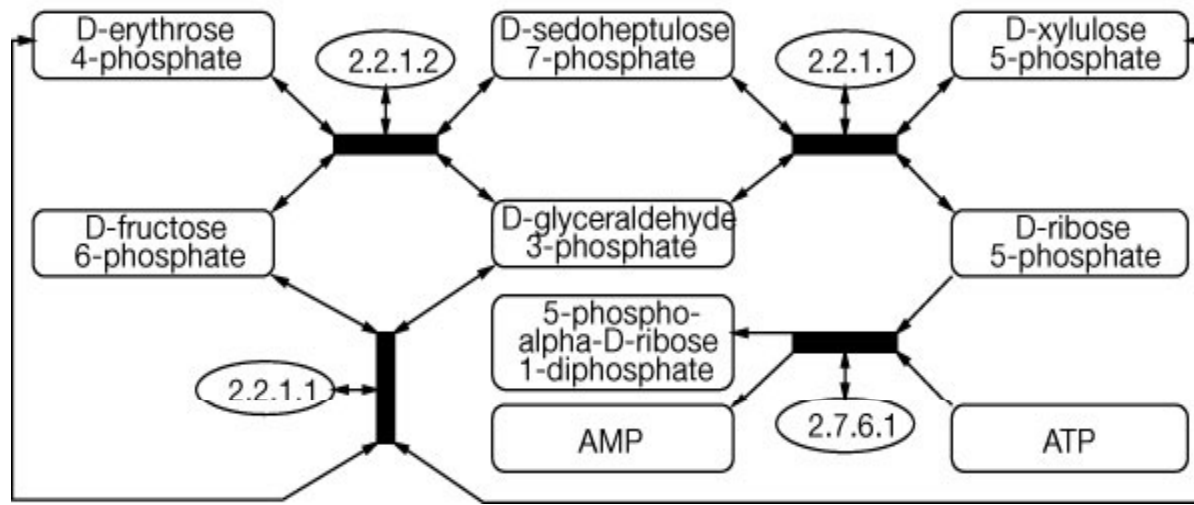 D-erythrose
4-phosphate
2.2.1.2
D-sedoheptulose
7-phosphate
2.2.1.1
D-xylulose
5-phosphate
D-fructose
6-phosphate
D-glyceraldehyde
3-phosphate
D-ribose
5-phosphate
5-phospho-
alpha-D-ribose
1-diphosphate
2.2.1.1
AMP
2.7.6.1
ATP